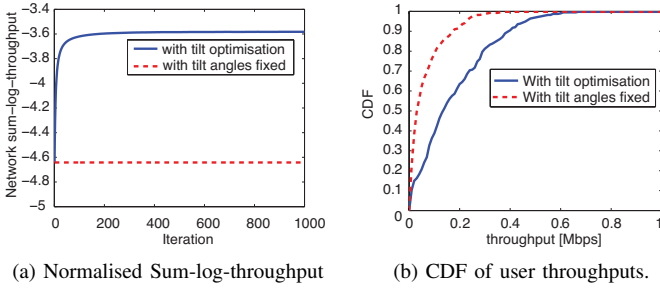 Network sum-log-throughput
-3.4
-3.6
-3.8
-4
-4.2
-4.4
-4.6
-4.8
-5
with tilt optimisation
with tilt angles fixed
0 200 400 600 800 1000
Iteration
(a) Normalised Sum-log-throughput
CDF
1
0.9
0.8
0.7
0.6
0.5
0.4
0.3
0.2
0.1
0
With tilt optimisation
With tilt angles fixed
0 0.2 0.4 0.6 0.8 1
throughput [Mbps]
(b) CDF of user throughputs.